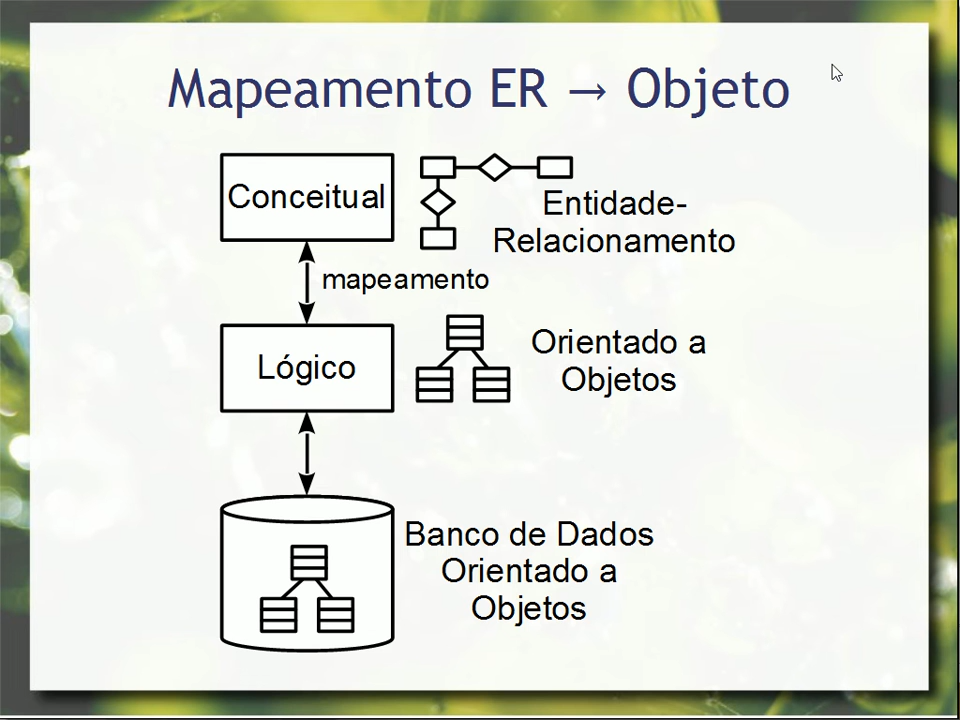 Mapeamento ER → Objeto
Conceitual
Entidade-
Relacionamento
mapeamento
Lógico
Orientado a
Objetos
Banco de Dados
Orientado a
Objetos